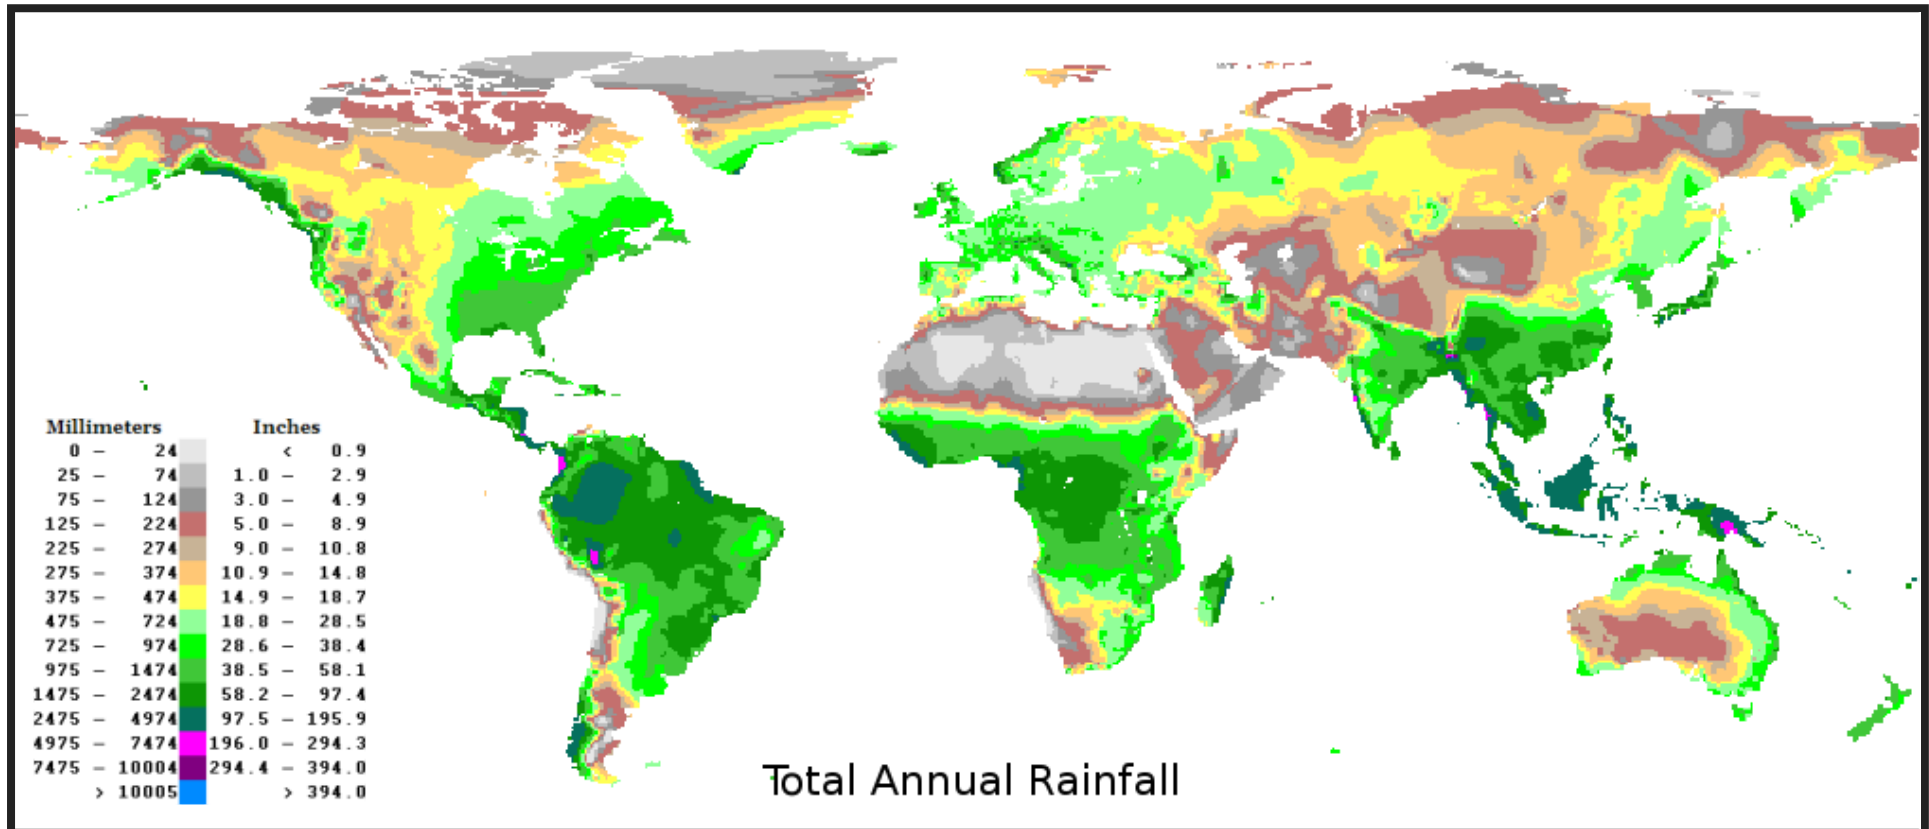 Millimeters Inches
0 – 24 < 0.9
25 – 74 1.0 – 2.9
75 – 124 3.0 – 4.9
125 – 224 5.0 – 8.9
225 – 274 9.0 – 10.8
275 – 374 10.9 – 14.8
375 – 474 14.9 – 18.7
475 – 724 18.8 – 28.5
725 – 974 28.6 – 38.4
975 – 1474 38.5 – 58.1
1475 – 2474 58.2 – 97.4
2475 – 4974 97.5 – 195.9
4975 – 7474 196.0 – 294.3
7475 – 10004 294.4 – 394.0
> 10005 > 394.0
Total Annual Rainfall